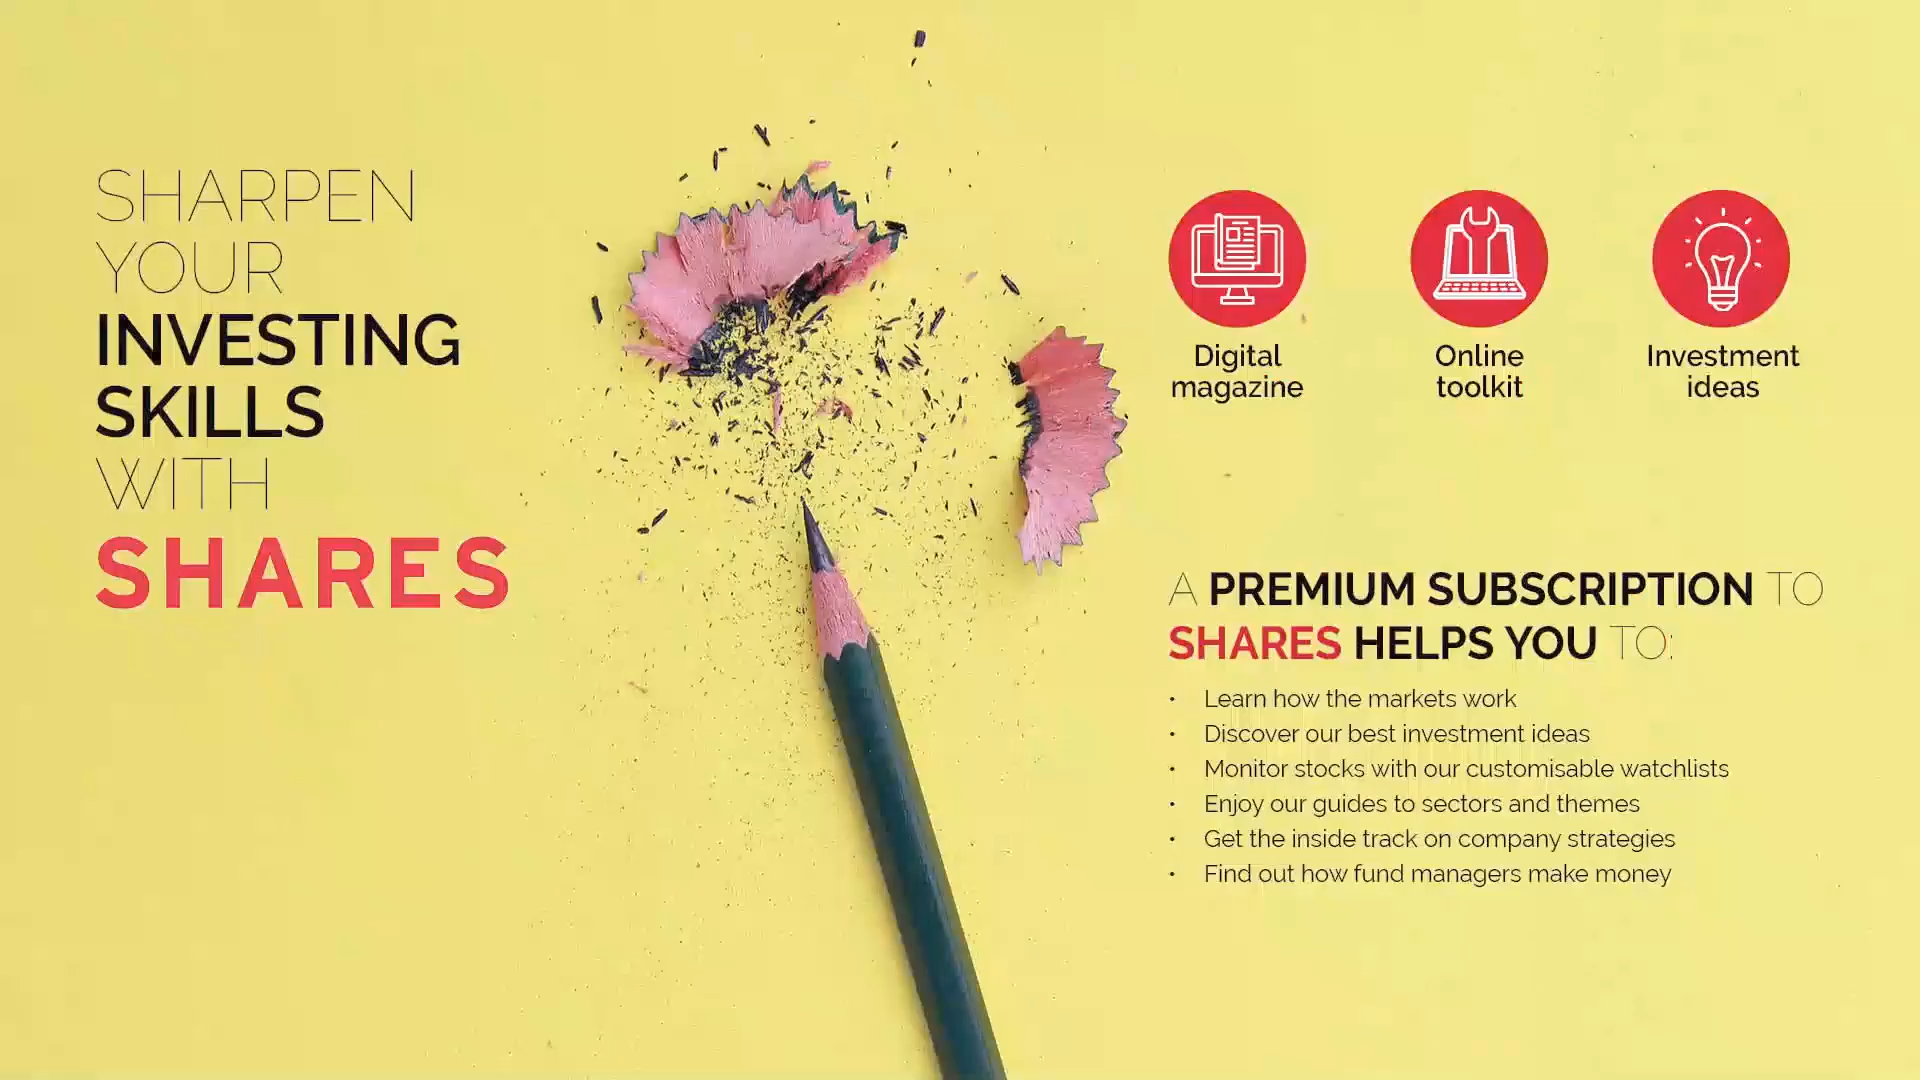 SHARPEN
YOUR
INVESTING
SKILLS
WITH
SHARES
Digital
magazine
Online
toolkit
Investment
ideas
A PREMIUM SUBSCRIPTION TO
SHARES HELPS YOU TO:
• Learn how the markets work
• Discover our best investment ideas
• Monitor stocks with our customisable watchlists
• Enjoy our guides to sectors and themes
• Get the inside track on company strategies
• Find out how fund managers make money